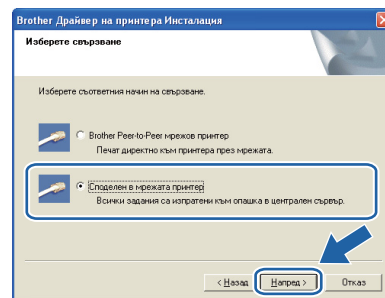 Brother Драйвер на принтера Инсталация
Изберете свързване
Изберете съответния начин на свързване.
Brother Peer-to-Peer мрежов принтер
Печат директно към принтера през мрежата.
Споделен в мрежата принтер
Всички задания са изпратени към опашка в централен сървър.
< Назад Напред > Отказ